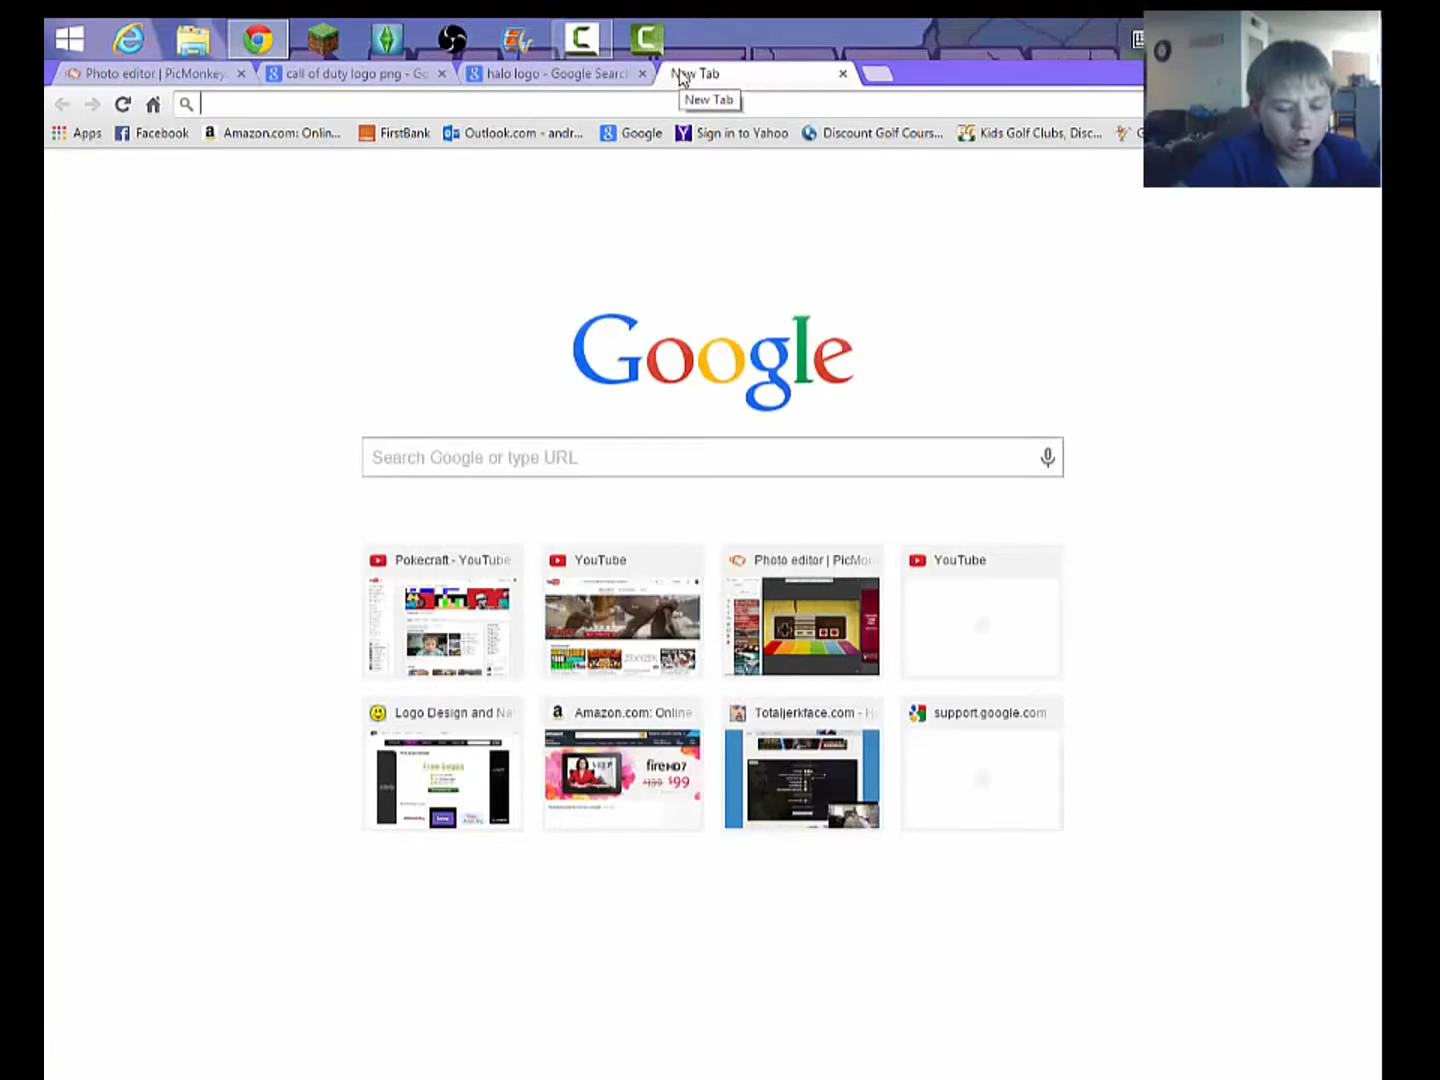 Photo editor | PicMonkey
call of duty logo png - Go
halo logo - Google Searc
New Tab
New Tab
Apps
Facebook
Amazon.com: Onlin...
FirstBank
Outlook.com - andr...
Google
Sign in to Yahoo
Discount Golf Cours...
Kids Golf Clubs, Disc...
Google
Search Google or type URL
Pokecraft - YouTube
YouTube
Photo editor | PicMon
YouTube
Logo Design and Na
Amazon.com: Online
Totaljerkface.com - H
support.google.com
fireHD7
$139 $99